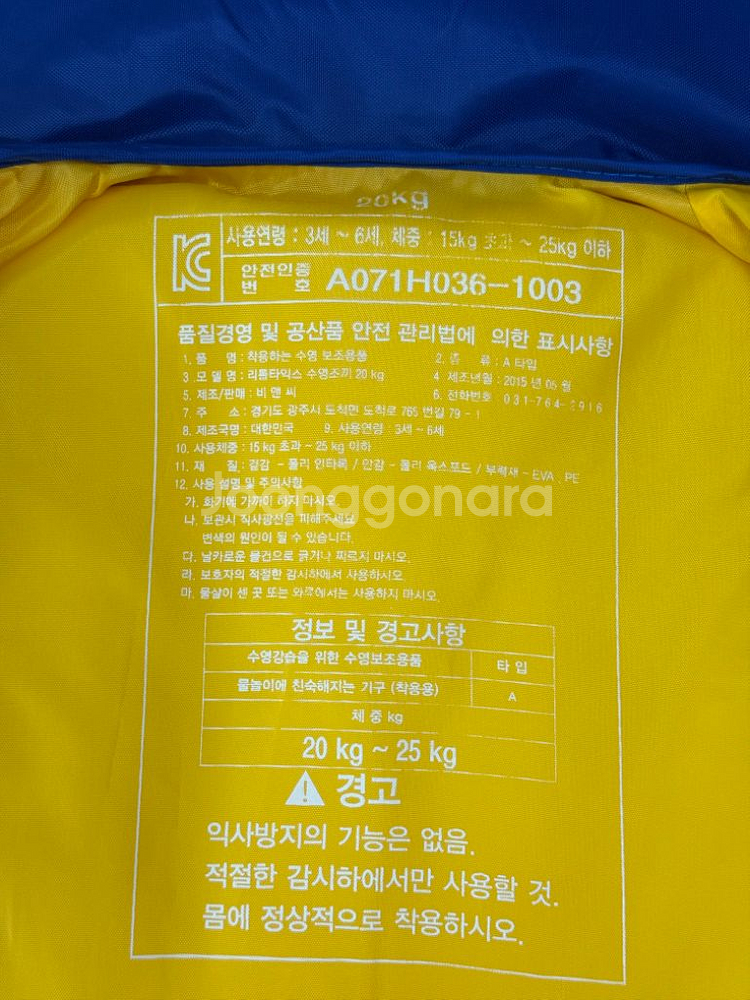 20kg
사용연령 : 3세 ~ 6세, 체중 : 15kg 초과 ~ 25kg 이하
안전인증
번 호 A071H036-1003
품질경영 및 공산품 안전 관리법에 의한 표시사항
1. 품 명 : 착용하는 수영 보조용품 2. 종 류 : A 타입
3. 모 델 명 : 리틀타익스 수영조끼 20 kg 4. 제조년월 : 2015 년 05 월
5. 제조/판매 : 비 앤 씨 6. 전화번호 031-764-3916
7. 주 소 : 경기도 광주시 도척면 도척로 765 번길 79 - 1
8. 제조국명 : 대한민국 9. 사용연령 : 3세 ~ 6세
10. 사용체중 : 15 kg 초과 ~ 25 kg 이하
11. 재 질 : 겉감 - 폴리 인타록 / 안감 - 폴리 옥스포드 / 부력재 - EVA, PE
12. 사용 설명 및 주의사항
가. 화기에 가까이 하지 마시오
나. 보관시 직사광선을 피해주세요
변색의 원인이 될 수 있습니다.
다. 날카로운 물건으로 긁거나 찌르지 마시오.
라. 보호자의 적절한 감시하에서 사용하시오
마. 물살이 센 곳 또는 와류에서는 사용하지 마시오.
Joonggonara
정보 및 경고사항
수영강습을 위한 수영보조용품 타 입
물놀이에 친숙해지는 기구 (착용용) A
체 중 kg
20 kg ~ 25 kg
경고
익사방지의 기능은 없음.
적절한 감시하에서만 사용할 것.
몸에 정상적으로 착용하시오.